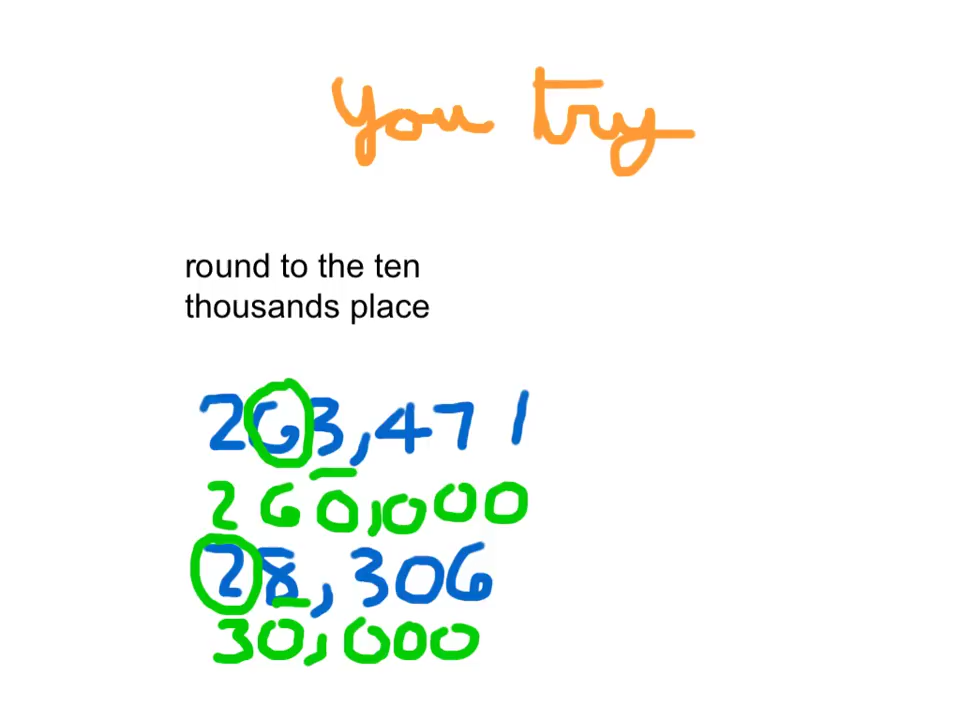 You try
round to the ten
thousands place
263,471
260,000
28,306
30,000